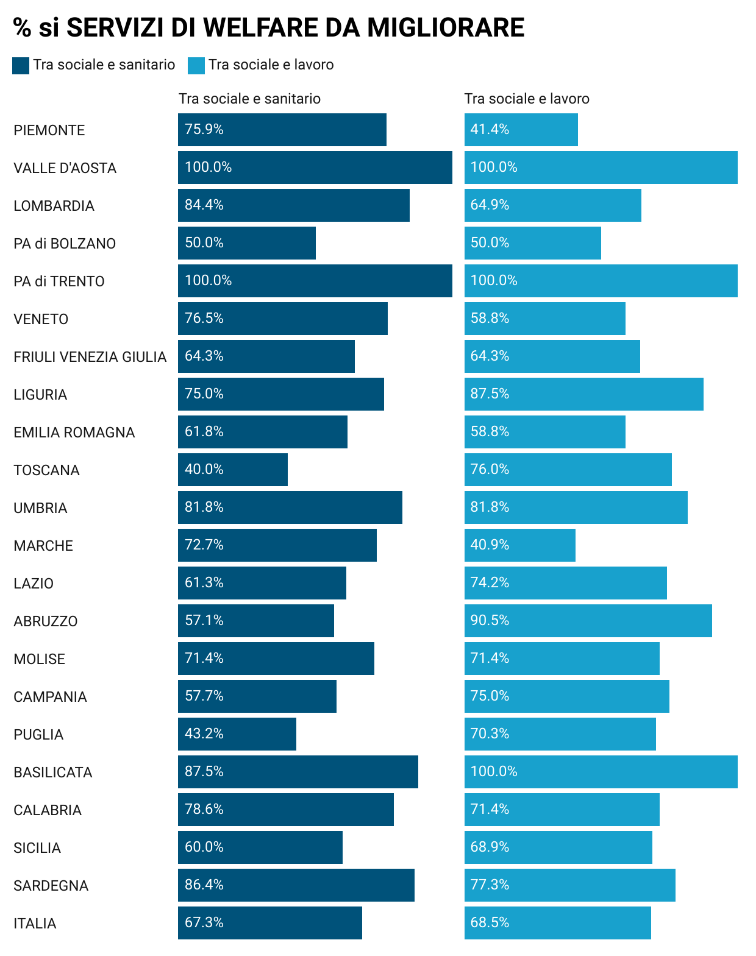 % si SERVIZI DI WELFARE DA MIGLIORARE
Tra sociale e sanitario Tra sociale e lavoro
Tra sociale e sanitario Tra sociale e lavoro
PIEMONTE 75.9% 41.4%
VALLE D'AOSTA 100.0% 100.0%
LOMBARDIA 84.4% 64.9%
PA di BOLZANO 50.0% 50.0%
PA di TRENTO 100.0% 100.0%
VENETO 76.5% 58.8%
FRIULI VENEZIA GIULIA 64.3% 64.3%
LIGURIA 75.0% 87.5%
EMILIA ROMAGNA 61.8% 58.8%
TOSCANA 40.0% 76.0%
UMBRIA 81.8% 81.8%
MARCHE 72.7% 40.9%
LAZIO 61.3% 74.2%
ABRUZZO 57.1% 90.5%
MOLISE 71.4% 71.4%
CAMPANIA 57.7% 75.0%
PUGLIA 43.2% 70.3%
BASILICATA 87.5% 100.0%
CALABRIA 78.6% 71.4%
SICILIA 60.0% 68.9%
SARDEGNA 86.4% 77.3%
ITALIA 67.3% 68.5%